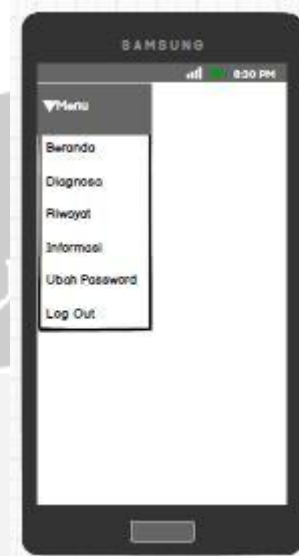 SAMSUNG
8:30 PM
▼Menu
Beranda
Diagnosa
Riwayat
Informasi
Ubah Password
Log Out